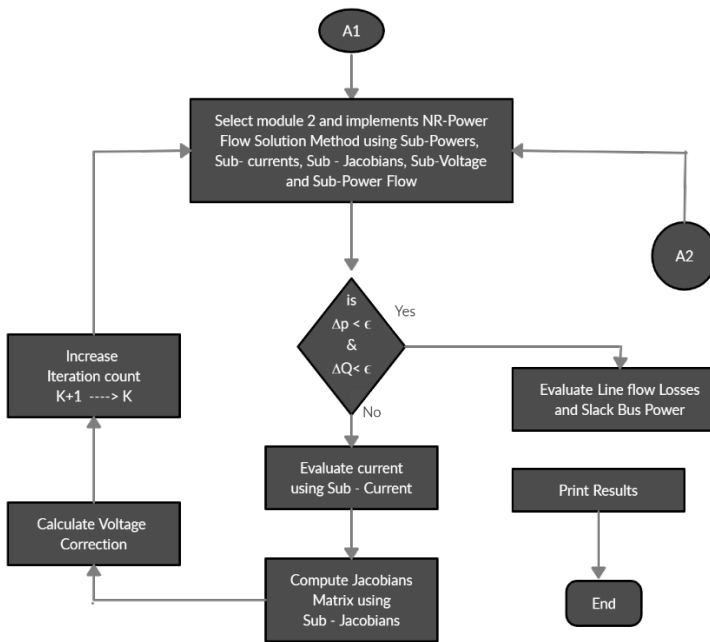 A1
Select module 2 and implements NR-Power
Flow Solution Method using Sub-Powers,
Sub- currents, Sub - Jacobians, Sub-Voltage
and Sub-Power Flow
A2
is
Δp < ϵ
&
ΔQ< ϵ
Yes
No
Increase
Iteration count
K+1 ----> K
Evaluate Line flow Losses
and Slack Bus Power
Evaluate current
using Sub - Current
Print Results
Calculate Voltage
Correction
Compute Jacobians
Matrix using
Sub - Jacobians
End